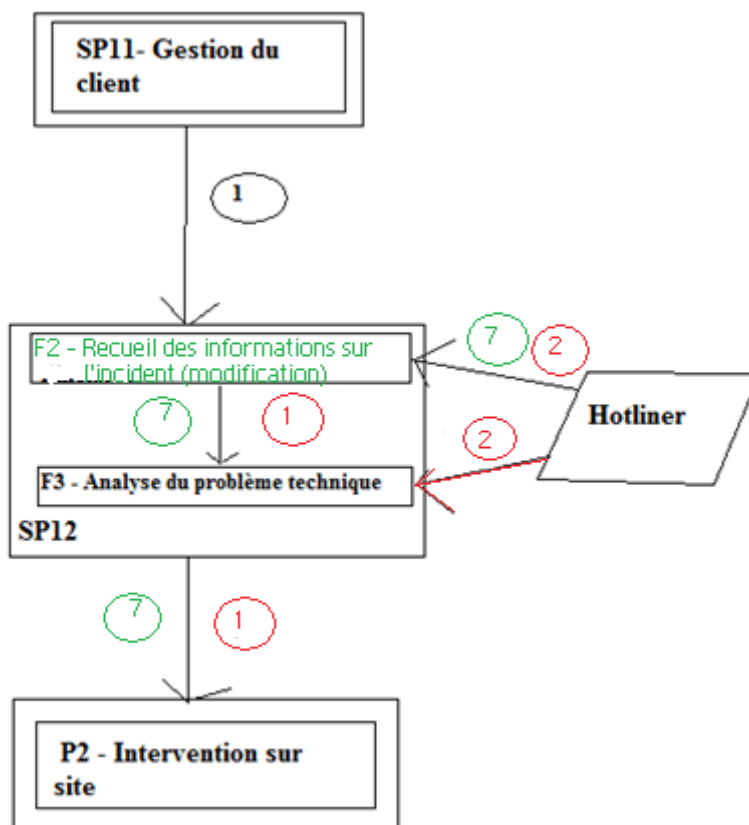 SP11- Gestion du
client
1
F2 - Recueil des informations sur
l'incident (modification)
7 2
7 1
2
Hotliner
F3 - Analyse du problème technique
SP12
7 1
P2 - Intervention sur
site